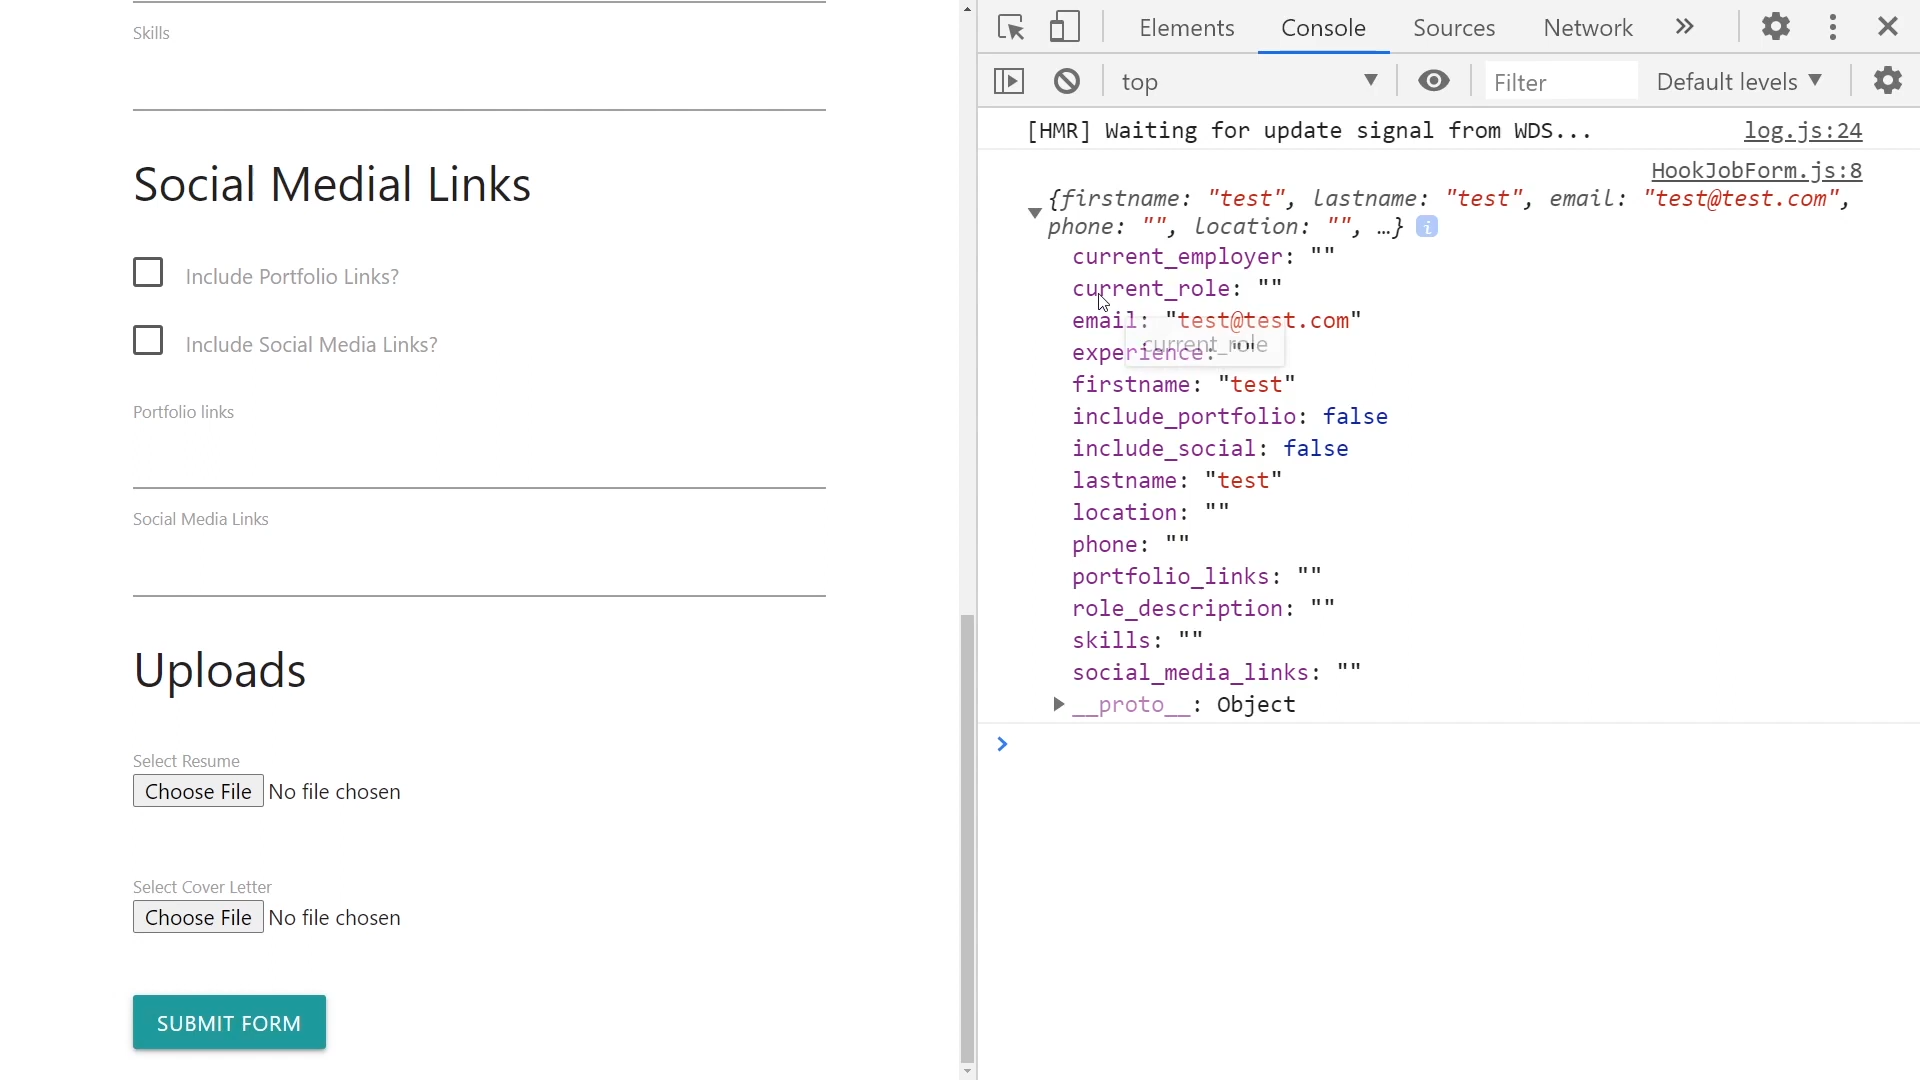 Skills
Social Medial Links
Include Portfolio Links?
Include Social Media Links?
Portfolio links
Social Media Links
Uploads
Select Resume
Choose File No file chosen
Select Cover Letter
Choose File No file chosen
SUBMIT FORM
Elements Console Sources Network
top Filter Default levels
[HMR] Waiting for update signal from WDS... log.js:24
HookJobForm.js:8
{firstname: "test", lastname: "test", email: "test@test.com",
phone: "", location: "", …} i
current_employer: ""
current_role: ""
email: "test@test.com"
current_role
experience: ""
firstname: "test"
include_portfolio: false
include_social: false
lastname: "test"
location: ""
phone: ""
portfolio_links: ""
role_description: ""
skills: ""
social_media_links: ""
__proto__: Object